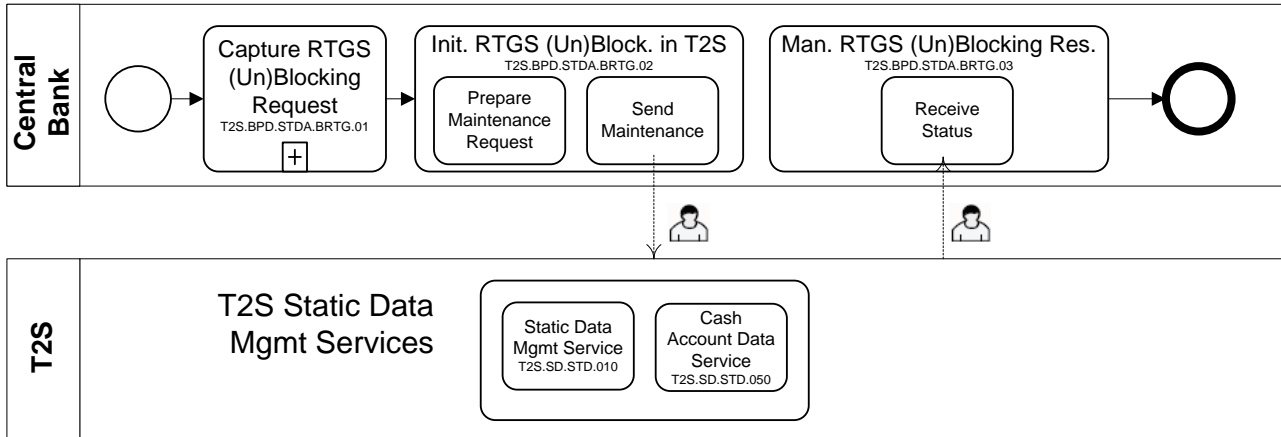 Central
Bank
Capture RTGS
(Un)Blocking
Request
T2S.BPD.STDA.BRTG.01
+
Init. RTGS (Un)Block. in T2S
T2S.BPD.STDA.BRTG.02
Prepare
Maintenance
Request
Send
Maintenance
Man. RTGS (Un)Blocking Res.
T2S.BPD.STDA.BRTG.03
Receive
Status
T2S
T2S Static Data
Mgmt Services
Static Data
Mgmt Service
T2S.SD.STD.010
Cash
Account Data
Service
T2S.SD.STD.050